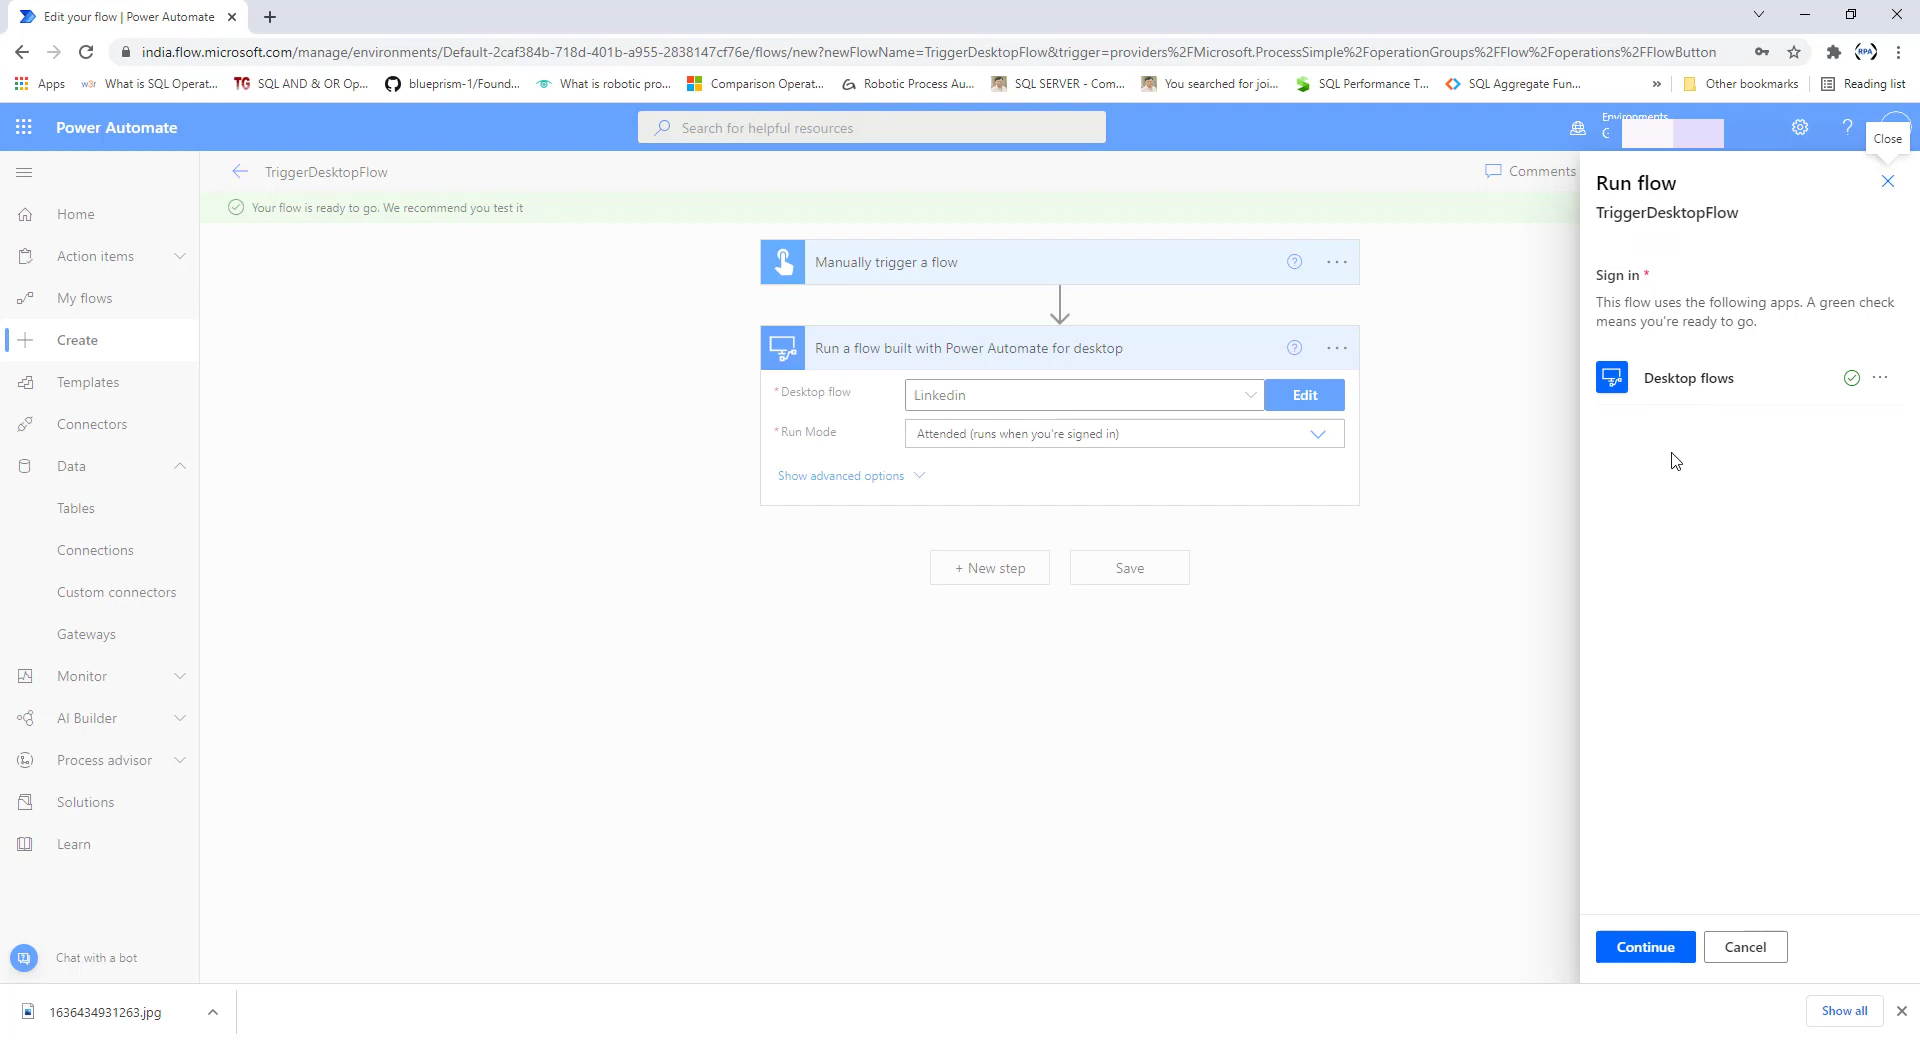 Edit your flow | Power Automate
india.flow.microsoft.com/manage/environments/Default-2caf384b-718d-401b-a955-2838147cf76e/flows/new?newFlowName=TriggerDesktopFlow&trigger=providers%2FMicrosoft.ProcessSimple%2FoperationGroups%2FFlow%2Foperations%2FFlowButton
(RPA)
Apps
w3r What is SQL Operat...
TG SQL AND & OR Op...
blueprism-1/Found...
What is robotic pro...
Comparison Operat...
Robotic Process Au...
SQL SERVER - Com...
You searched for joi...
SQL Performance T...
SQL Aggregate Fun...
»
Other bookmarks
Reading list
Power Automate
Search for helpful resources
Environments
G
?
Close
TriggerDesktopFlow
Comments
Your flow is ready to go. We recommend you test it
Home
Action items
My flows
Create
Templates
Connectors
Data
Tables
Connections
Custom connectors
Gateways
Monitor
AI Builder
Process advisor
Solutions
Learn
Chat with a bot
Manually trigger a flow
?
...
Run a flow built with Power Automate for desktop
?
...
* Desktop flow
Linkedin
Edit
* Run Mode
Attended (runs when you're signed in)
Show advanced options
+ New step
Save
Run flow
TriggerDesktopFlow
Sign in *
This flow uses the following apps. A green check
means you're ready to go.
Desktop flows
...
Continue
Cancel
1636434931263.jpg
Show all